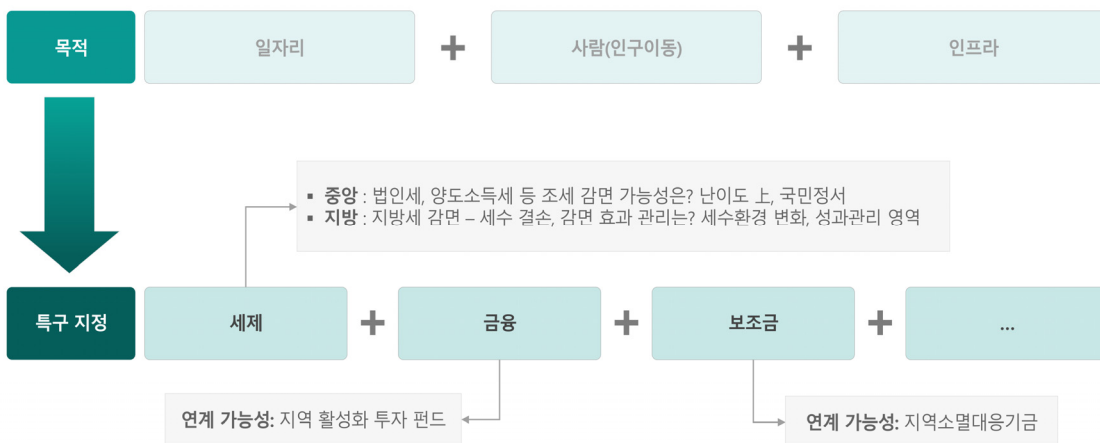 목적
일자리
+
사람(인구이동)
+
인프라
▪ 중앙 : 법인세, 양도소득세 등 조세 감면 가능성은? 난이도 上, 국민정서
▪ 지방 : 지방세 감면 – 세수 결손, 감면 효과 관리는? 세수환경 변화, 성과관리 영역
특구 지정
세제
+
금융
+
보조금
+
...
연계 가능성: 지역 활성화 투자 펀드
연계 가능성: 지역소멸대응기금